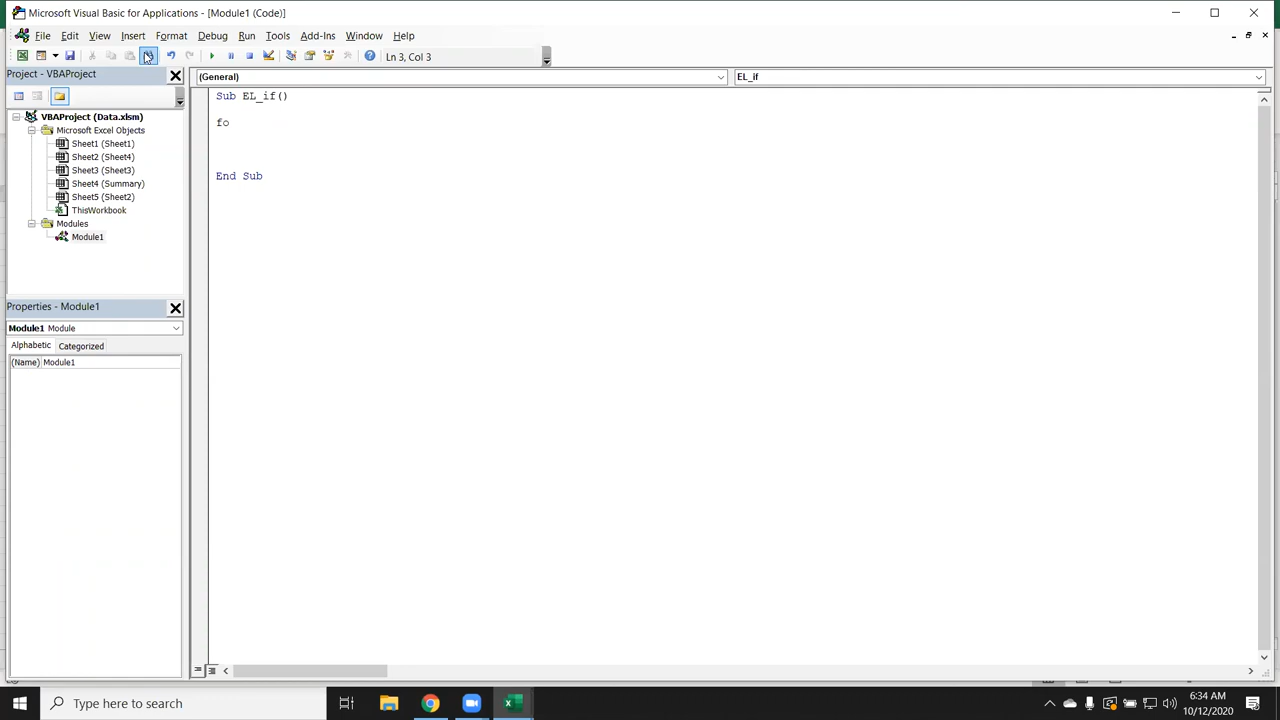 Microsoft Visual Basic for Applications - [Module1 (Code)]
File Edit View Insert Format Debug Run Tools Add-Ins Window Help
Ln 3, Col 3
Project - VBAProject
(General)
EL_if
VBAProject (Data.xlsm)
Microsoft Excel Objects
Sheet1 (Sheet1)
Sheet2 (Sheet4)
Sheet3 (Sheet3)
Sheet4 (Summary)
Sheet5 (Sheet2)
ThisWorkbook
Modules
Module1
Sub EL_if()
fo
End Sub
Properties - Module1
Module1 Module
Alphabetic Categorized
(Name) Module1
Type here to search
6:34 AM
10/12/2020